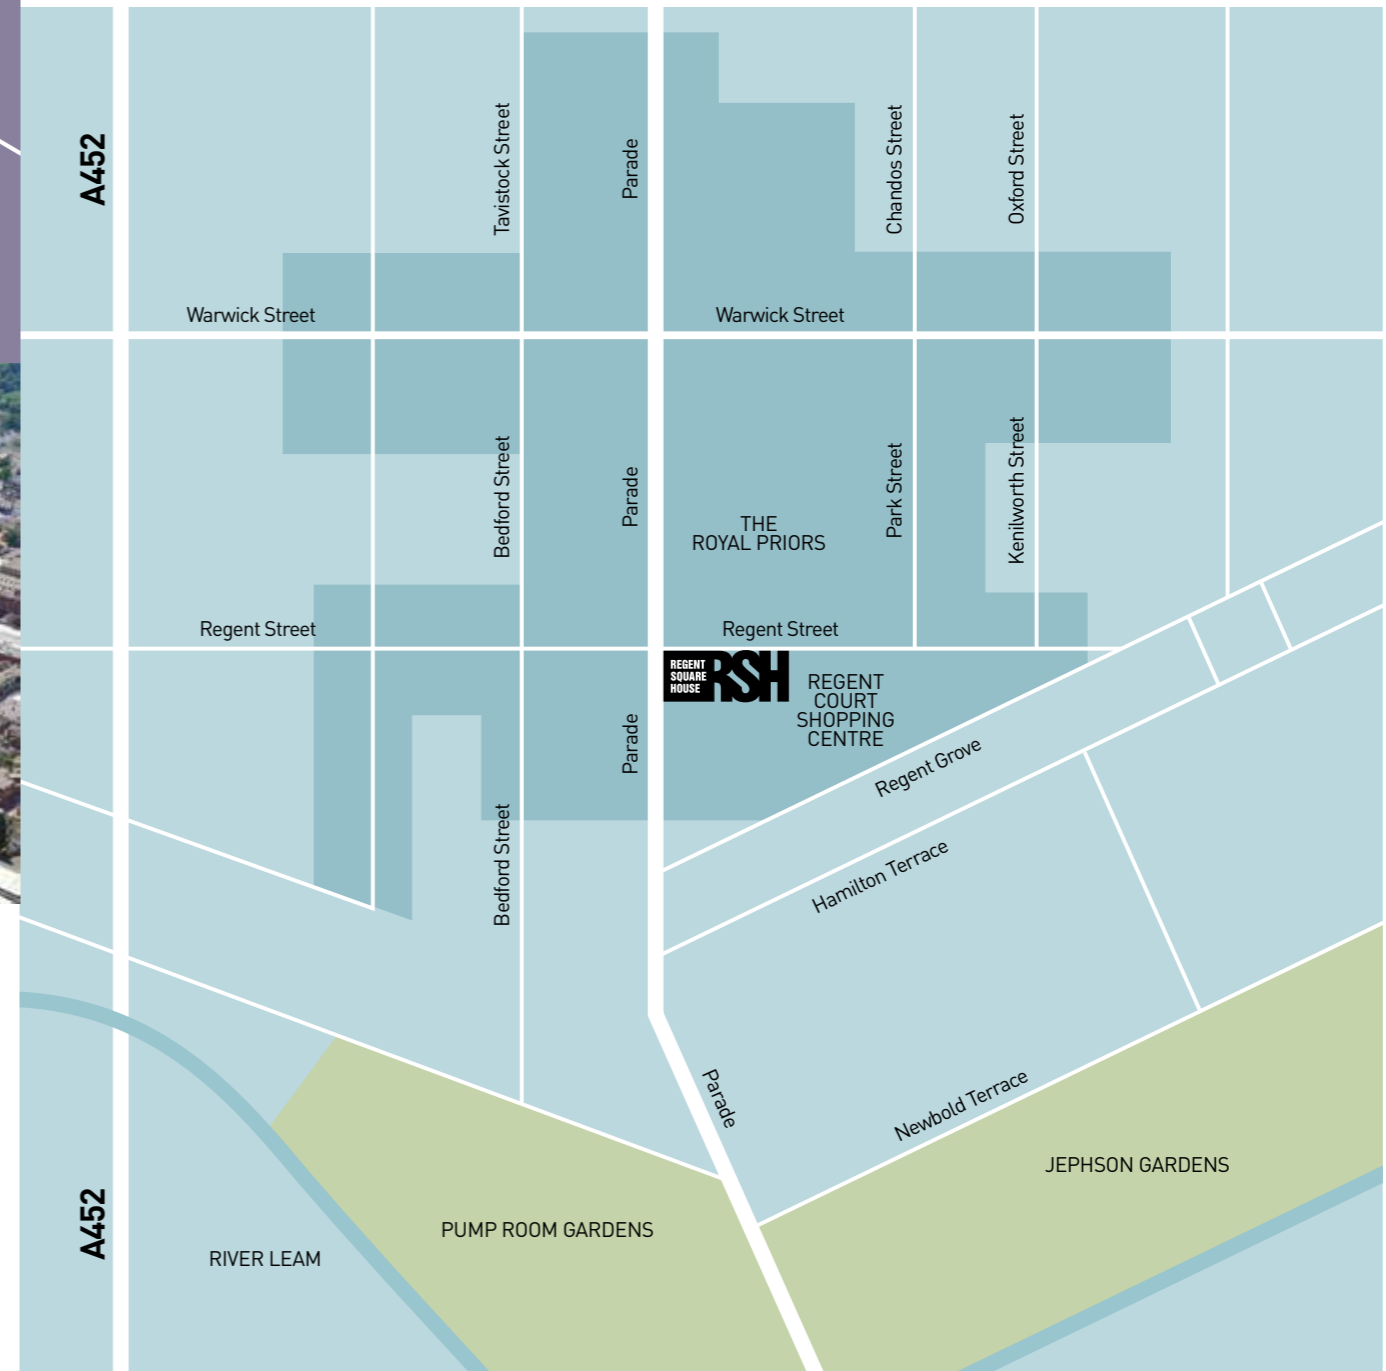 A452
Tavistock Street
Parade
Chandos Street
Oxford Street
Warwick Street
Warwick Street
Bedford Street
Parade
Park Street
Kenilworth Street
THE
ROYAL PRIORS
Regent Street
Regent Street
REGENT
SQUARE
HOUSE
RSH
REGENT
COURT
SHOPPING
CENTRE
Parade
Regent Grove
Bedford Street
Hamilton Terrace
Parade
Newbold Terrace
JEPHSON GARDENS
A452
PUMP ROOM GARDENS
RIVER LEAM